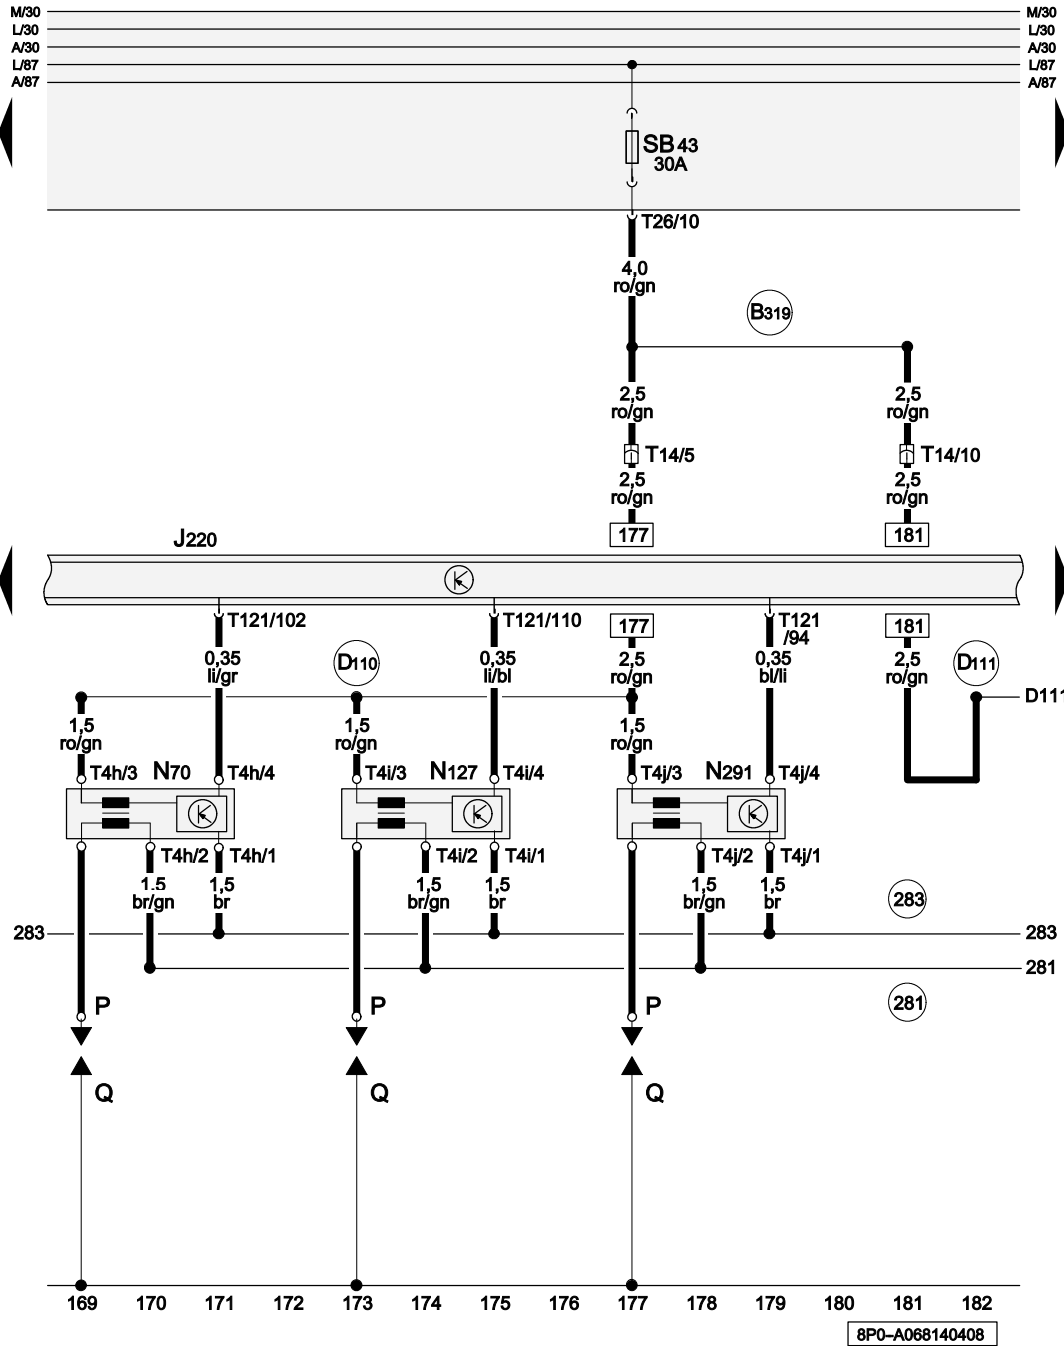 M/30 M/30
L/30 L/30
A/30 A/30
L/87 L/87
A/87 A/87
SB 43
30A
T26/10
4,0
ro/gn
B319
2,5 2,5
ro/gn ro/gn
T14/5 T14/10
2,5 2,5
ro/gn ro/gn
177 181
J220
T121/102 T121/110 177 T121
/94 181
0,35 D110 0,35 2,5 0,35 2,5 D111
li/gr li/bl ro/gn bl/li ro/gn
D111
1,5 1,5 1,5
ro/gn ro/gn ro/gn
T4h/3 N70 T4h/4 T4i/3 N127 T4i/4 T4j/3 N291 T4j/4
T4h/2 T4h/1 T4i/2 T4i/1 T4j/2 T4j/1
1.5 1,5 1,5 1,5 1,5 1,5
br/gn br br/gn br br/gn br
283
283 283
281
P P P 281
Q Q Q
169 170 171 172 173 174 175 176 177 178 179 180 181 182
8P0-A068140408